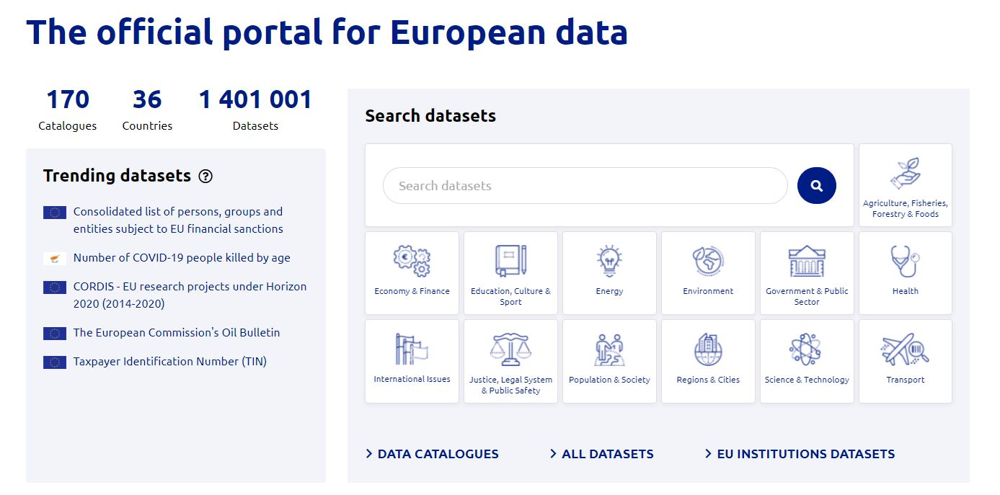 The official portal for European data
170
Catalogues
36
Countries
1 401 001
Datasets
Trending datasets ?
Consolidated list of persons, groups and
entities subject to EU financial sanctions
Number of COVID-19 people killed by age
CORDIS - EU research projects under Horizon
2020 (2014-2020)
The European Commission's Oil Bulletin
Taxpayer Identification Number (TIN)
Search datasets
Search datasets
Agriculture, Fisheries,
Forestry & Foods
Economy & Finance
Education, Culture &
Sport
Energy
Environment
Government & Public
Sector
Health
International Issues
Justice, Legal System
& Public Safety
Population & Society
Regions & Cities
Science & Technology
Transport
DATA CATALOGUES
ALL DATASETS
EU INSTITUTIONS DATASETS